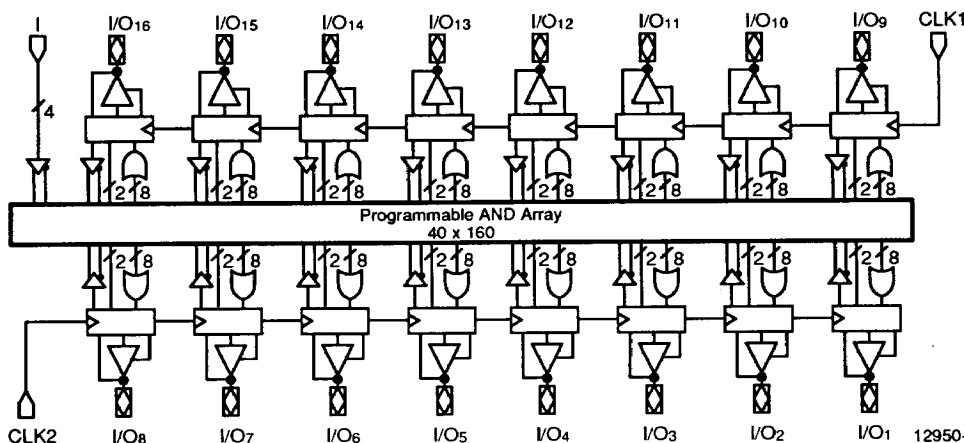 I I/O16 I/O15 I/O14 I/O13 I/O12 I/O11 I/O10 I/O9 CLK1
4
2 8 2 8 2 8 2 8 2 8 2 8 2 8 2 8
Programmable AND Array
40 x 160
2 8 2 8 2 8 2 8 2 8 2 8 2 8 2 8
CLK2 I/O8 I/O7 I/O6 I/O5 I/O4 I/O3 I/O2 I/O1 12950-